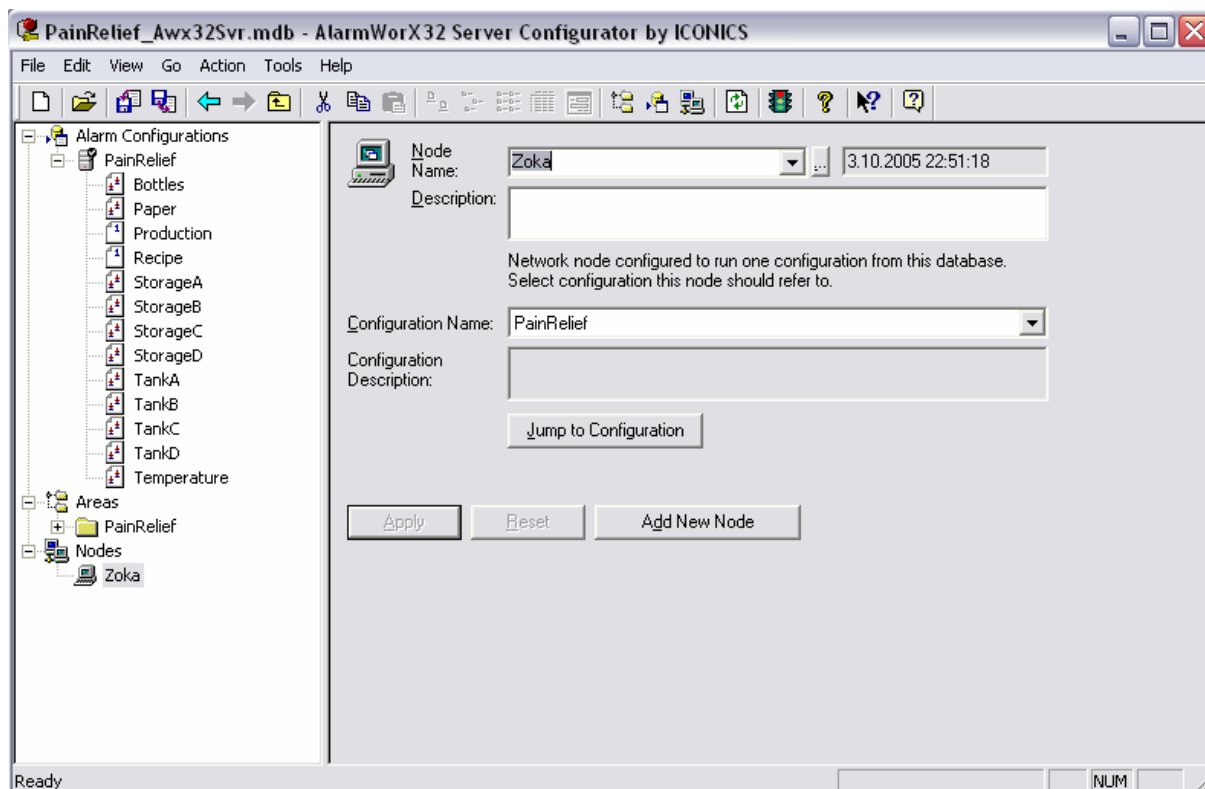 PainRelief_Awx32Svr.mdb - AlarmWorX32 Server Configurator by ICONICS
File Edit View Go Action Tools Help
Alarm Configurations
PainRelief
Bottles
Paper
Production
Recipe
StorageA
StorageB
StorageC
StorageD
TankA
TankB
TankC
TankD
Temperature
Areas
PainRelief
Nodes
Zoka
Node Name: Zoka ... 3.10.2005 22:51:18
Description:
Network node configured to run one configuration from this database.
Select configuration this node should refer to.
Configuration Name: PainRelief
Configuration
Description:
Jump to Configuration
Apply Reset Add New Node
Ready NUM